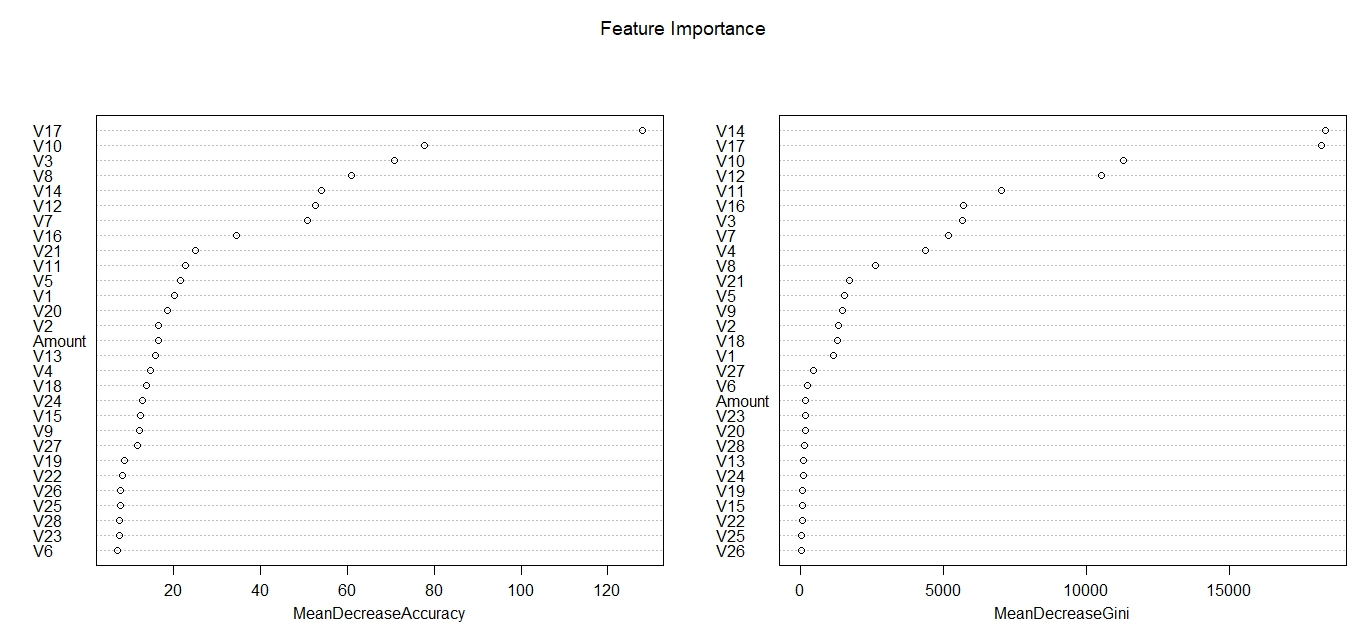 Feature Importance
V17
V10
V3
V8
V14
V12
V7
V16
V21
V11
V5
V1
V20
V2
Amount
V13
V4
V18
V24
V15
V9
V27
V19
V22
V26
V25
V28
V23
V6
20 40 60 80 100 120
MeanDecreaseAccuracy
V14
V17
V10
V12
V11
V16
V3
V7
V4
V8
V21
V5
V9
V2
V18
V1
V27
V6
Amount
V23
V20
V28
V13
V24
V19
V15
V22
V25
V26
0 5000 10000 15000
MeanDecreaseGini